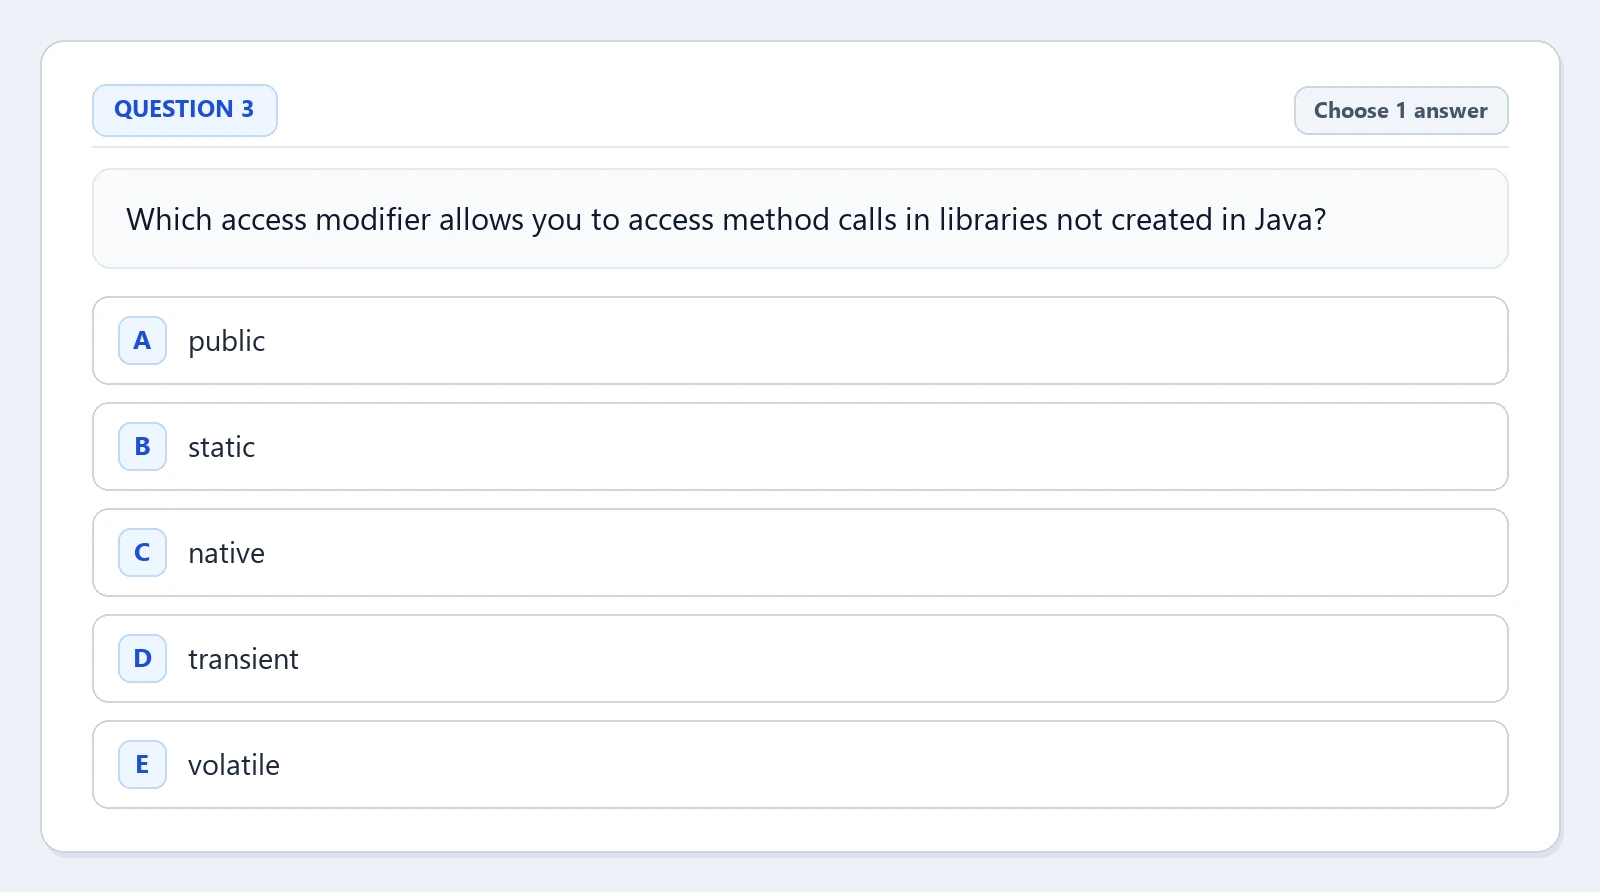 QUESTION 3
Choose 1 answer
Which access modifier allows you to access method calls in libraries not created in Java?
A public
B static
C native
D transient
E volatile